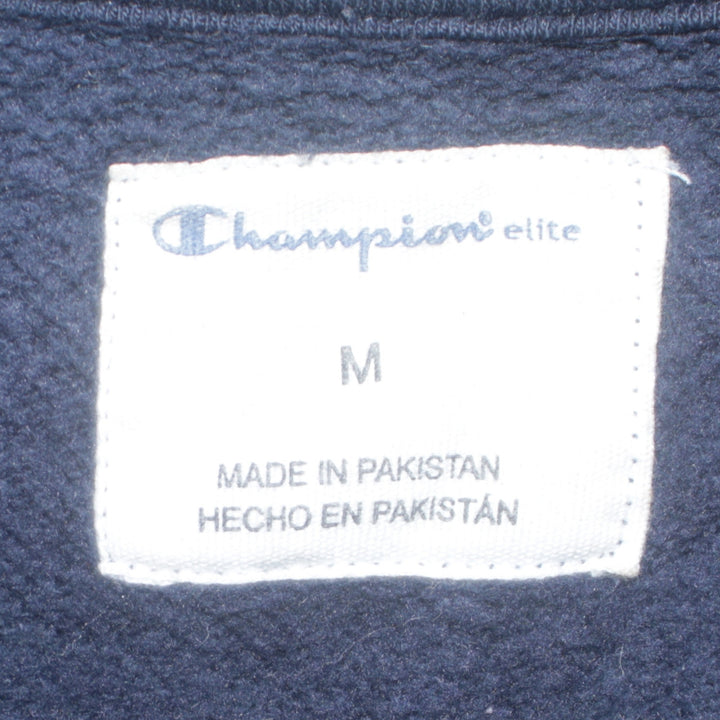 Champion® elite
M
MADE IN PAKISTAN
HECHO EN PAKISTÁN